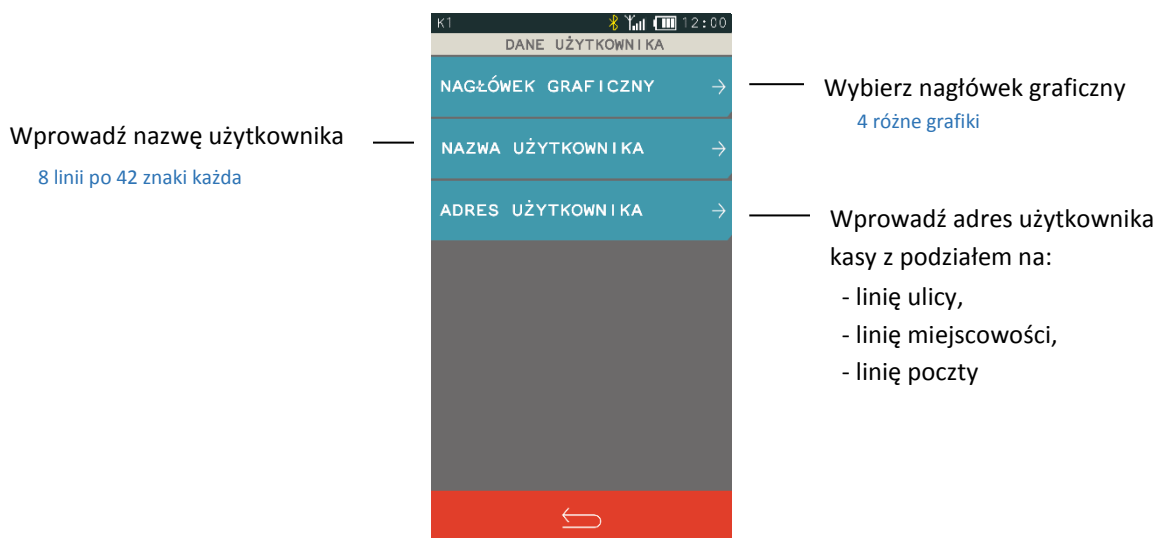 K1 12:00
DANE UŻYTKOWNIKA
NAGŁÓWEK GRAFICZNY
Wybierz nagłówek graficzny
4 różne grafiki
Wprowadź nazwę użytkownika
8 linii po 42 znaki każda
NAZWA UŻYTKOWNIKA
ADRES UŻYTKOWNIKA
Wprowadź adres użytkownika
kasy z podziałem na:
- linię ulicy,
- linię miejscowości,
- linię poczty